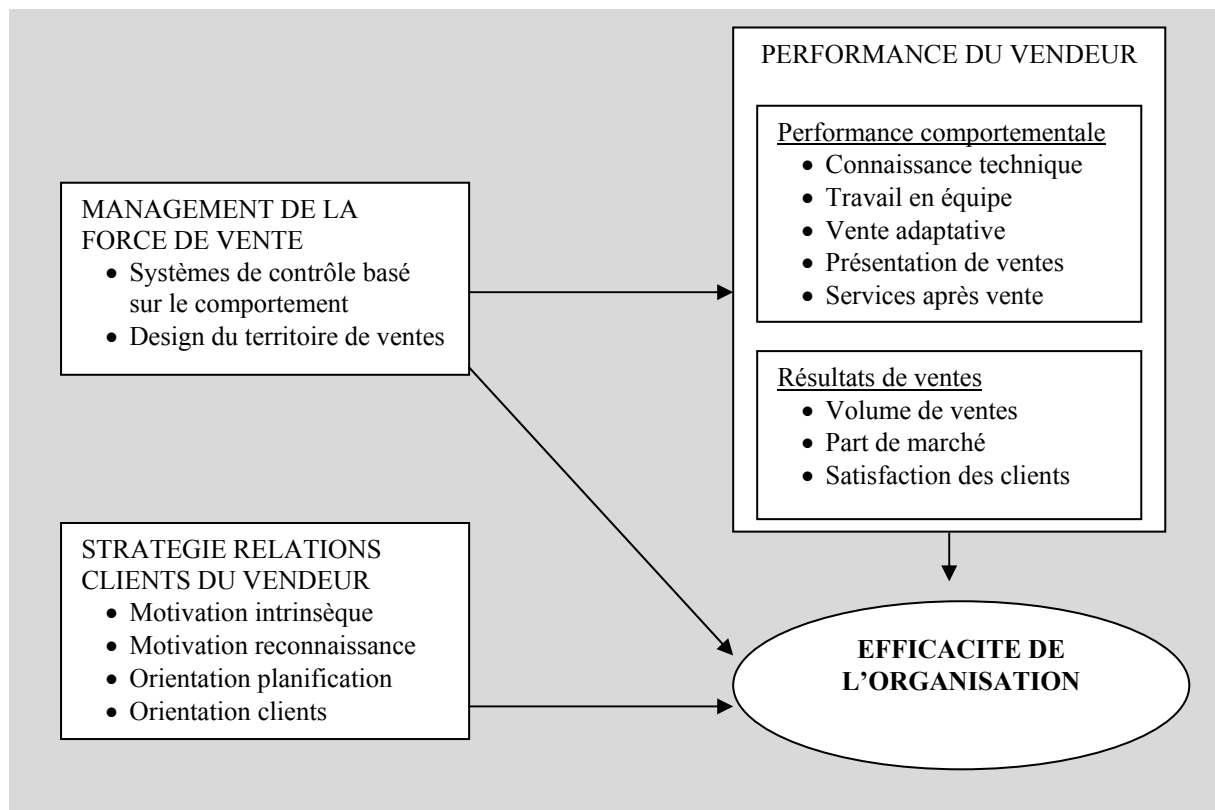 PERFORMANCE DU VENDEUR
Performance comportementale
• Connaissance technique
• Travail en équipe
• Vente adaptative
• Présentation de ventes
• Services après vente
Résultats de ventes
• Volume de ventes
• Part de marché
• Satisfaction des clients
MANAGEMENT DE LA
FORCE DE VENTE
• Systèmes de contrôle basé
sur le comportement
• Design du territoire de ventes
STRATEGIE RELATIONS
CLIENTS DU VENDEUR
• Motivation intrinsèque
• Motivation reconnaissance
• Orientation planification
• Orientation clients
EFFICACITE DE
L’ORGANISATION